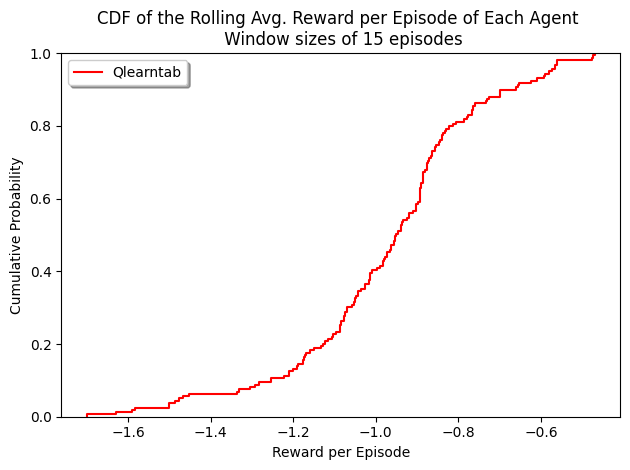 CDF of the Rolling Avg. Reward per Episode of Each Agent
Window sizes of 15 episodes
Qlearntab
Cumulative Probability
1.0
0.8
0.6
0.4
0.2
0.0
−1.6 −1.4 −1.2 −1.0 −0.8 −0.6
Reward per Episode